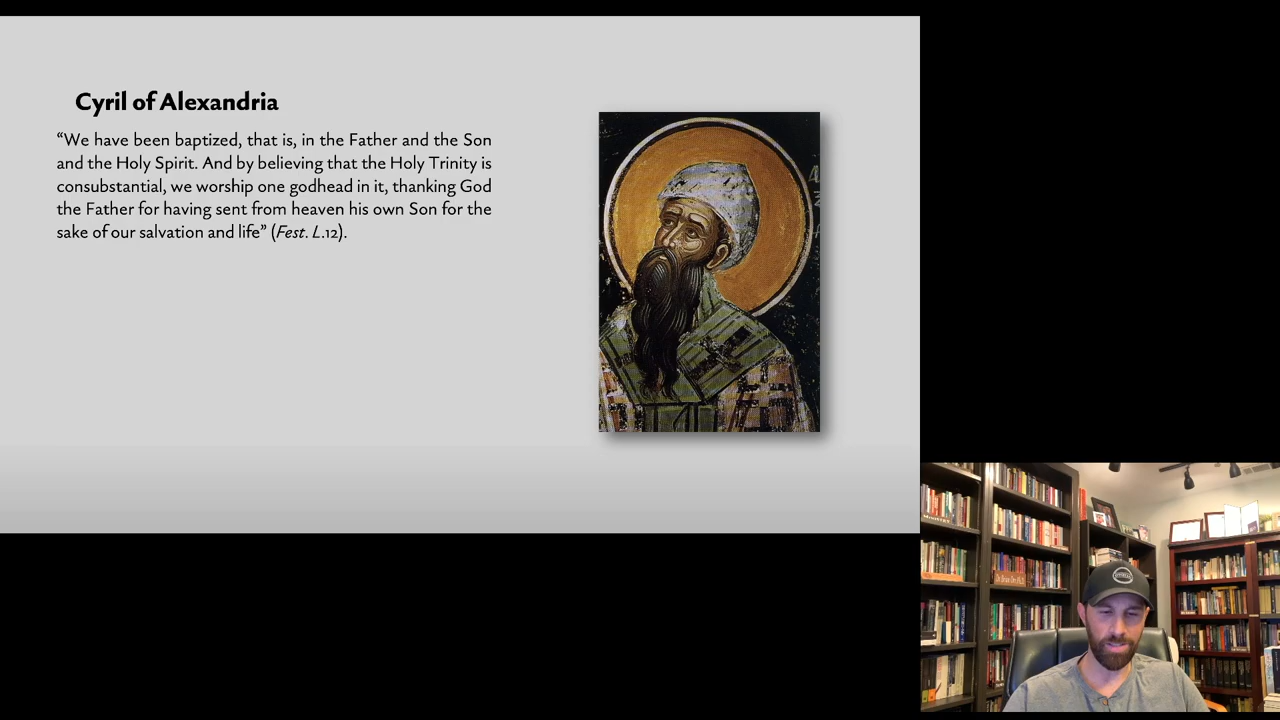 Cyril of Alexandria
“We have been baptized, that is, in the Father and the Son
and the Holy Spirit. And by believing that the Holy Trinity is
consubstantial, we worship one godhead in it, thanking God
the Father for having sent from heaven his own Son for the
sake of our salvation and life” (Fest. L.12).
MINISTRY